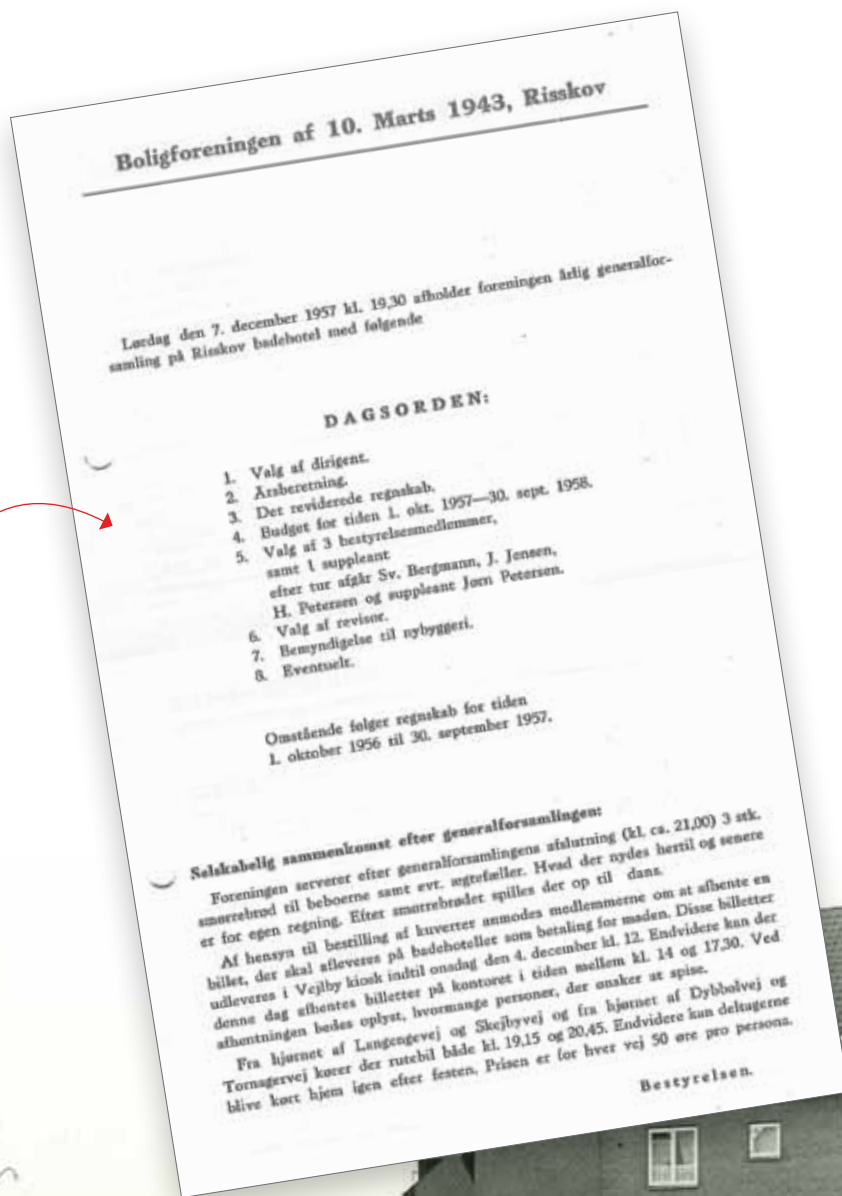 Boligforeningen af 10. Marts 1943, Risskov
Lørdag den 7. december 1957 kl. 19,30 afholder foreningen årlig generalfor-
samling på Risskov badehotel med følgende
DAGSORDEN:
1. Valg af dirigent.
2. Årsberetning.
3. Det reviderede regnskab.
4. Budget for tiden 1. okt. 1957—30. sept. 1958.
5. Valg af 3 bestyrelsesmedlemmer,
samt 1 suppleant
efter tur afgår Sv. Bergmann, J. Jensen,
H. Petersen og suppleant Jørn Petersen.
6. Valg af revisor.
7. Bemyndigelse til nybyggeri.
8. Eventuelt.
Omstående følger regnskab for tiden
1. oktober 1956 til 30. september 1957.
Selskabelig sammenkomst efter generalforsamlingen:
Foreningen serverer efter generalforsamlingens afslutning (kl. ca. 21,00) 3 stk.
smørrebrød til beboerne samt evt. ægtefæller. Hvad der nydes hertil og senere
er for egen regning. Efter smørrebrødet spilles der op til dans.
Af hensyn til bestilling af kuverter anmodes medlemmerne om at afhente en
billet, der skal afleveres på badehotellet som betaling for maden. Disse billetter
udleveres i Vejlby kiosk indtil onsdag den 4. december kl. 12. Endvidere kan der
denne dag afhentes billetter på kontoret i tiden mellem kl. 14 og 17,30. Ved
afhentningen bedes oplyst, hvormange personer, der ønsker at spise.
Fra hjørnet af Langengevej og Skejbyvej og fra hjørnet af Dybbølvej og
Tornagervej kører der rutebil både kl. 19,15 og 20,45. Endvidere kan deltagerne
blive kørt hjem igen efter festen. Prisen er for hver vej 50 øre pro persona.
Bestyrelsen.